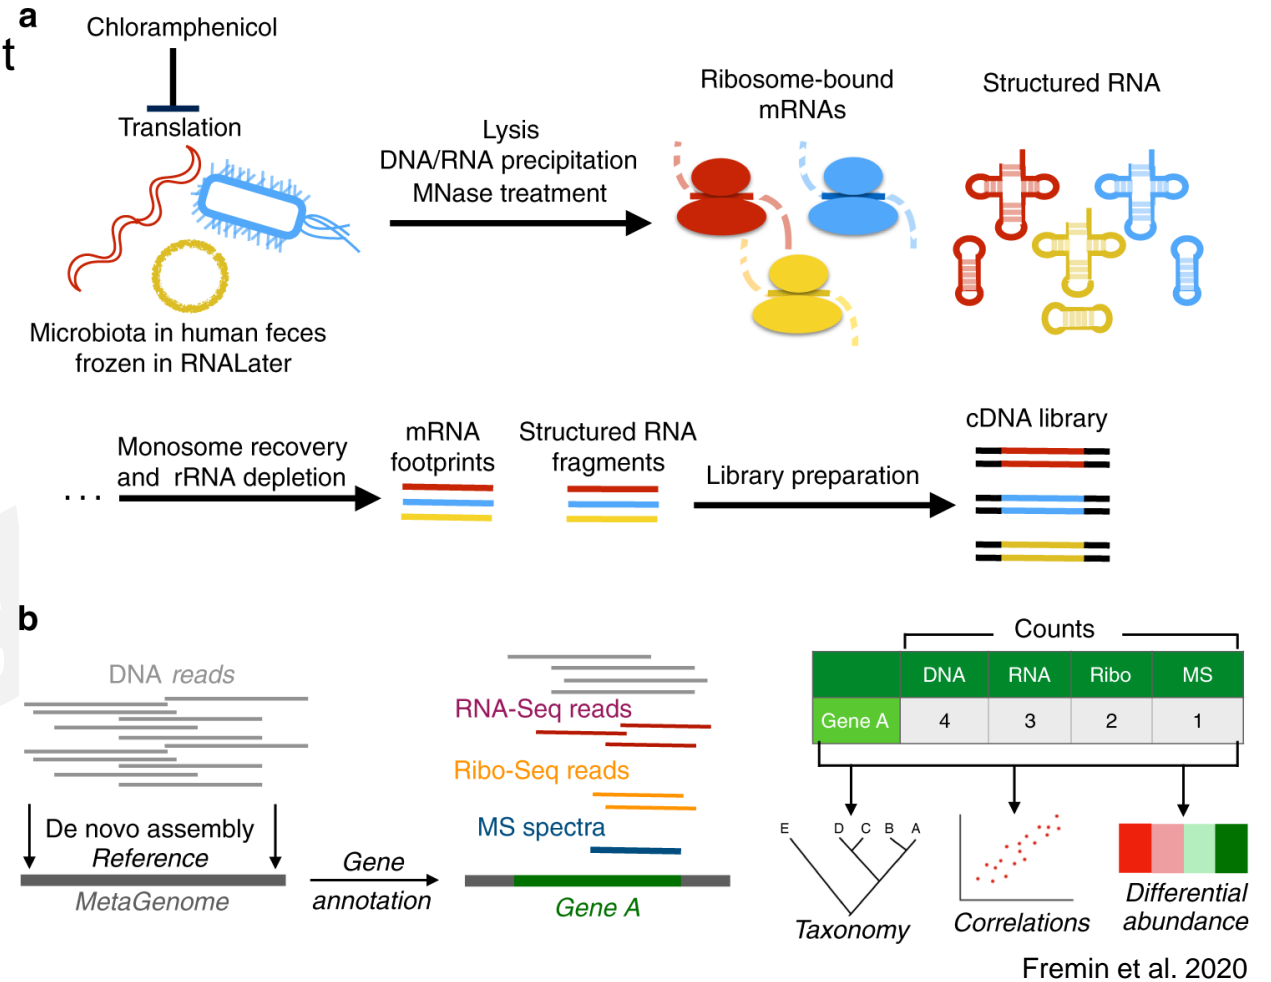 a
t
Chloramphenicol
Translation
Microbiota in human feces
frozen in RNALater
Lysis
DNA/RNA precipitation
MNase treatment
Ribosome-bound
mRNAs
Structured RNA
...
Monosome recovery
and rRNA depletion
mRNA
footprints
Structured RNA
fragments
Library preparation
cDNA library
b
DNA reads
De novo assembly
Reference
MetaGenome
Gene
annotation
RNA-Seq reads
Ribo-Seq reads
MS spectra
Gene A
Counts
DNA RNA Ribo MS
Gene A 4 3 2 1
E D C B A
Taxonomy
Correlations
Differential
abundance
Fremin et al. 2020